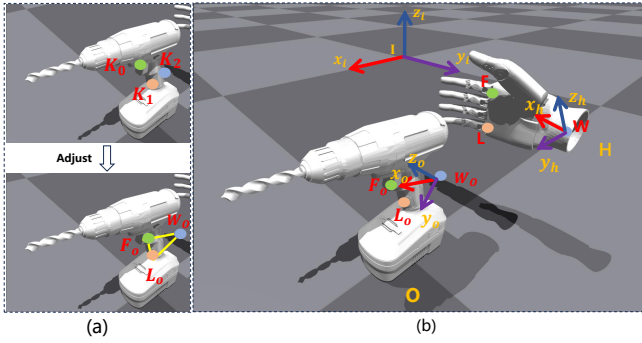 K₀
K₂
K₁
Adjust
Wₒ
Fₒ
Lₒ
(a)
zᵢ
I
xᵢ
yᵢ
F
xₕ
zₕ
W
L
H
yₕ
zₒ
xₒ
Wₒ
Fₒ
Lₒ
yₒ
O
(b)